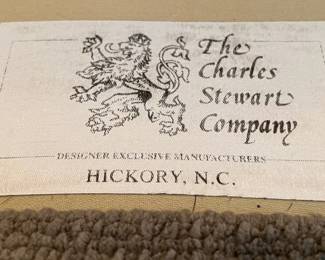 The
Charles
Stewart
Company
DESIGNER EXCLUSIVE MANUFACTURERS
HICKORY, N.C.